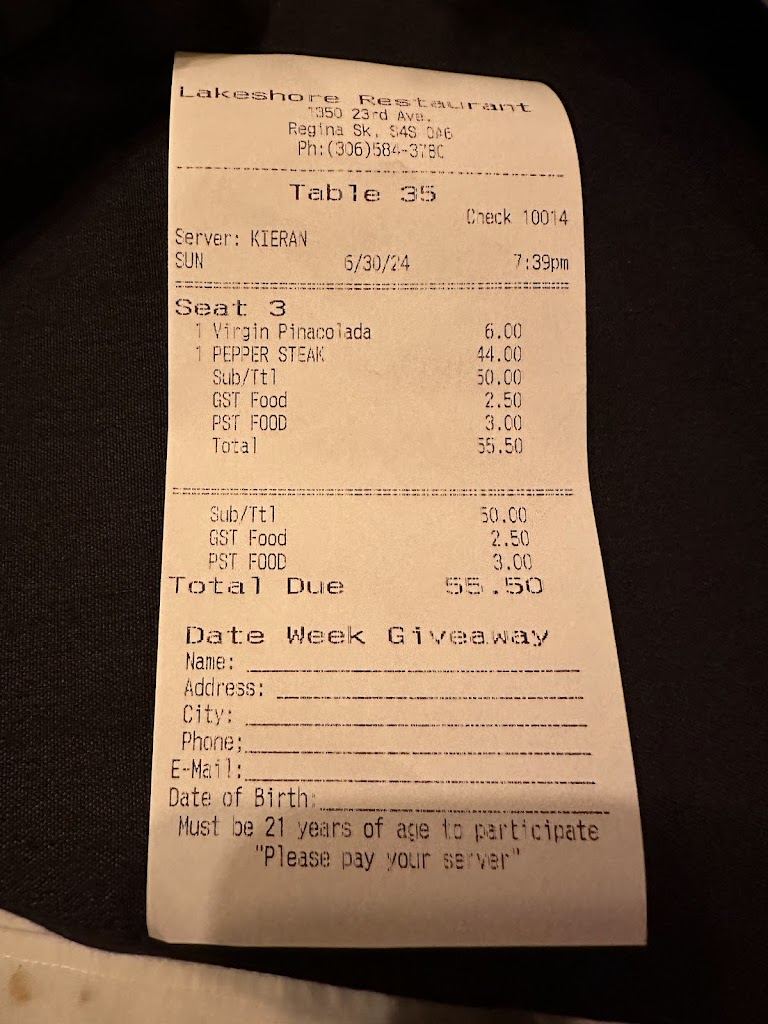 Lakeshore Restaurant
1350 23rd Ave.
Regina Sk, S4S 0A6
Ph:(306)584-3780
Table 35
Check 10014
Server: KIERAN
SUN 6/30/24 7:39pm
Seat 3
1 Virgin Pinacolada 6.00
1 PEPPER STEAK 44.00
Sub/Ttl 50.00
GST Food 2.50
PST FOOD 3.00
Total 55.50
Sub/Ttl 50.00
GST Food 2.50
PST FOOD 3.00
Total Due 55.50
Date Week Giveaway
Name:
Address:
City:
Phone;
E-Mail:
Date of Birth:
Must be 21 years of age to participate
"Please pay your server"